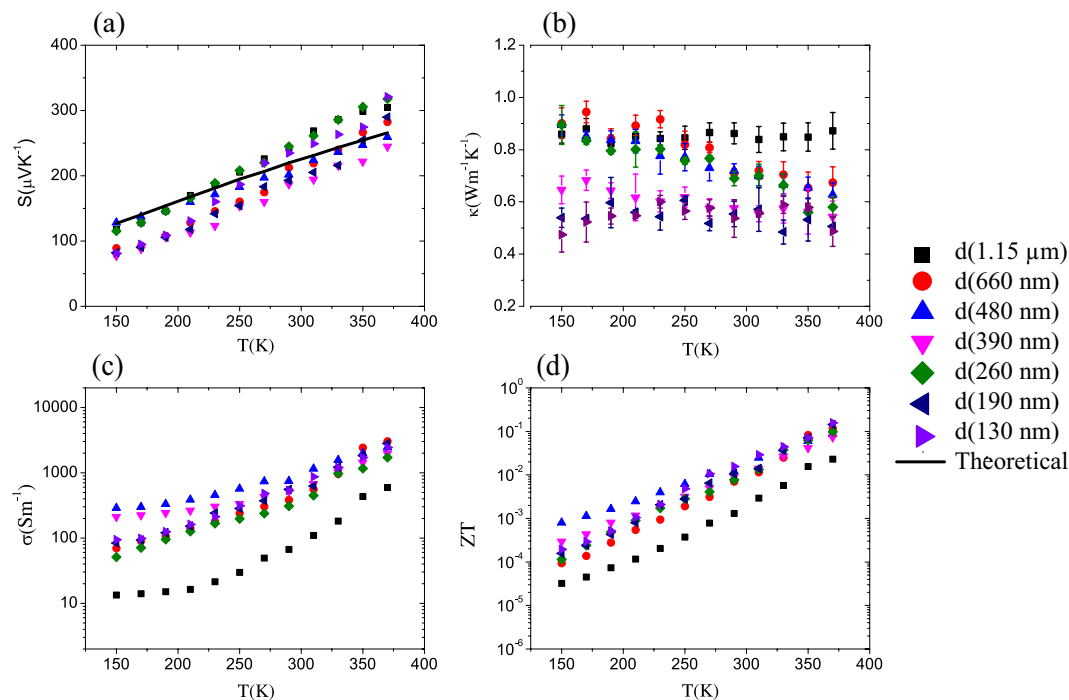 (a)
400
300
200
100
0
S(μVK⁻¹)
150 200 250 300 350 400
T(K)
(b)
1.0
0.8
0.6
0.4
0.2
κ(Wm⁻¹K⁻¹)
150 200 250 300 350 400
T(K)
(c)
10000
1000
100
10
σ(Sm⁻¹)
150 200 250 300 350 400
T(K)
(d)
10⁰
10⁻¹
10⁻²
10⁻³
10⁻⁴
10⁻⁵
10⁻⁶
ZT
150 200 250 300 350 400
T(K)
d(1.15 μm)
d(660 nm)
d(480 nm)
d(390 nm)
d(260 nm)
d(190 nm)
d(130 nm)
Theoretical